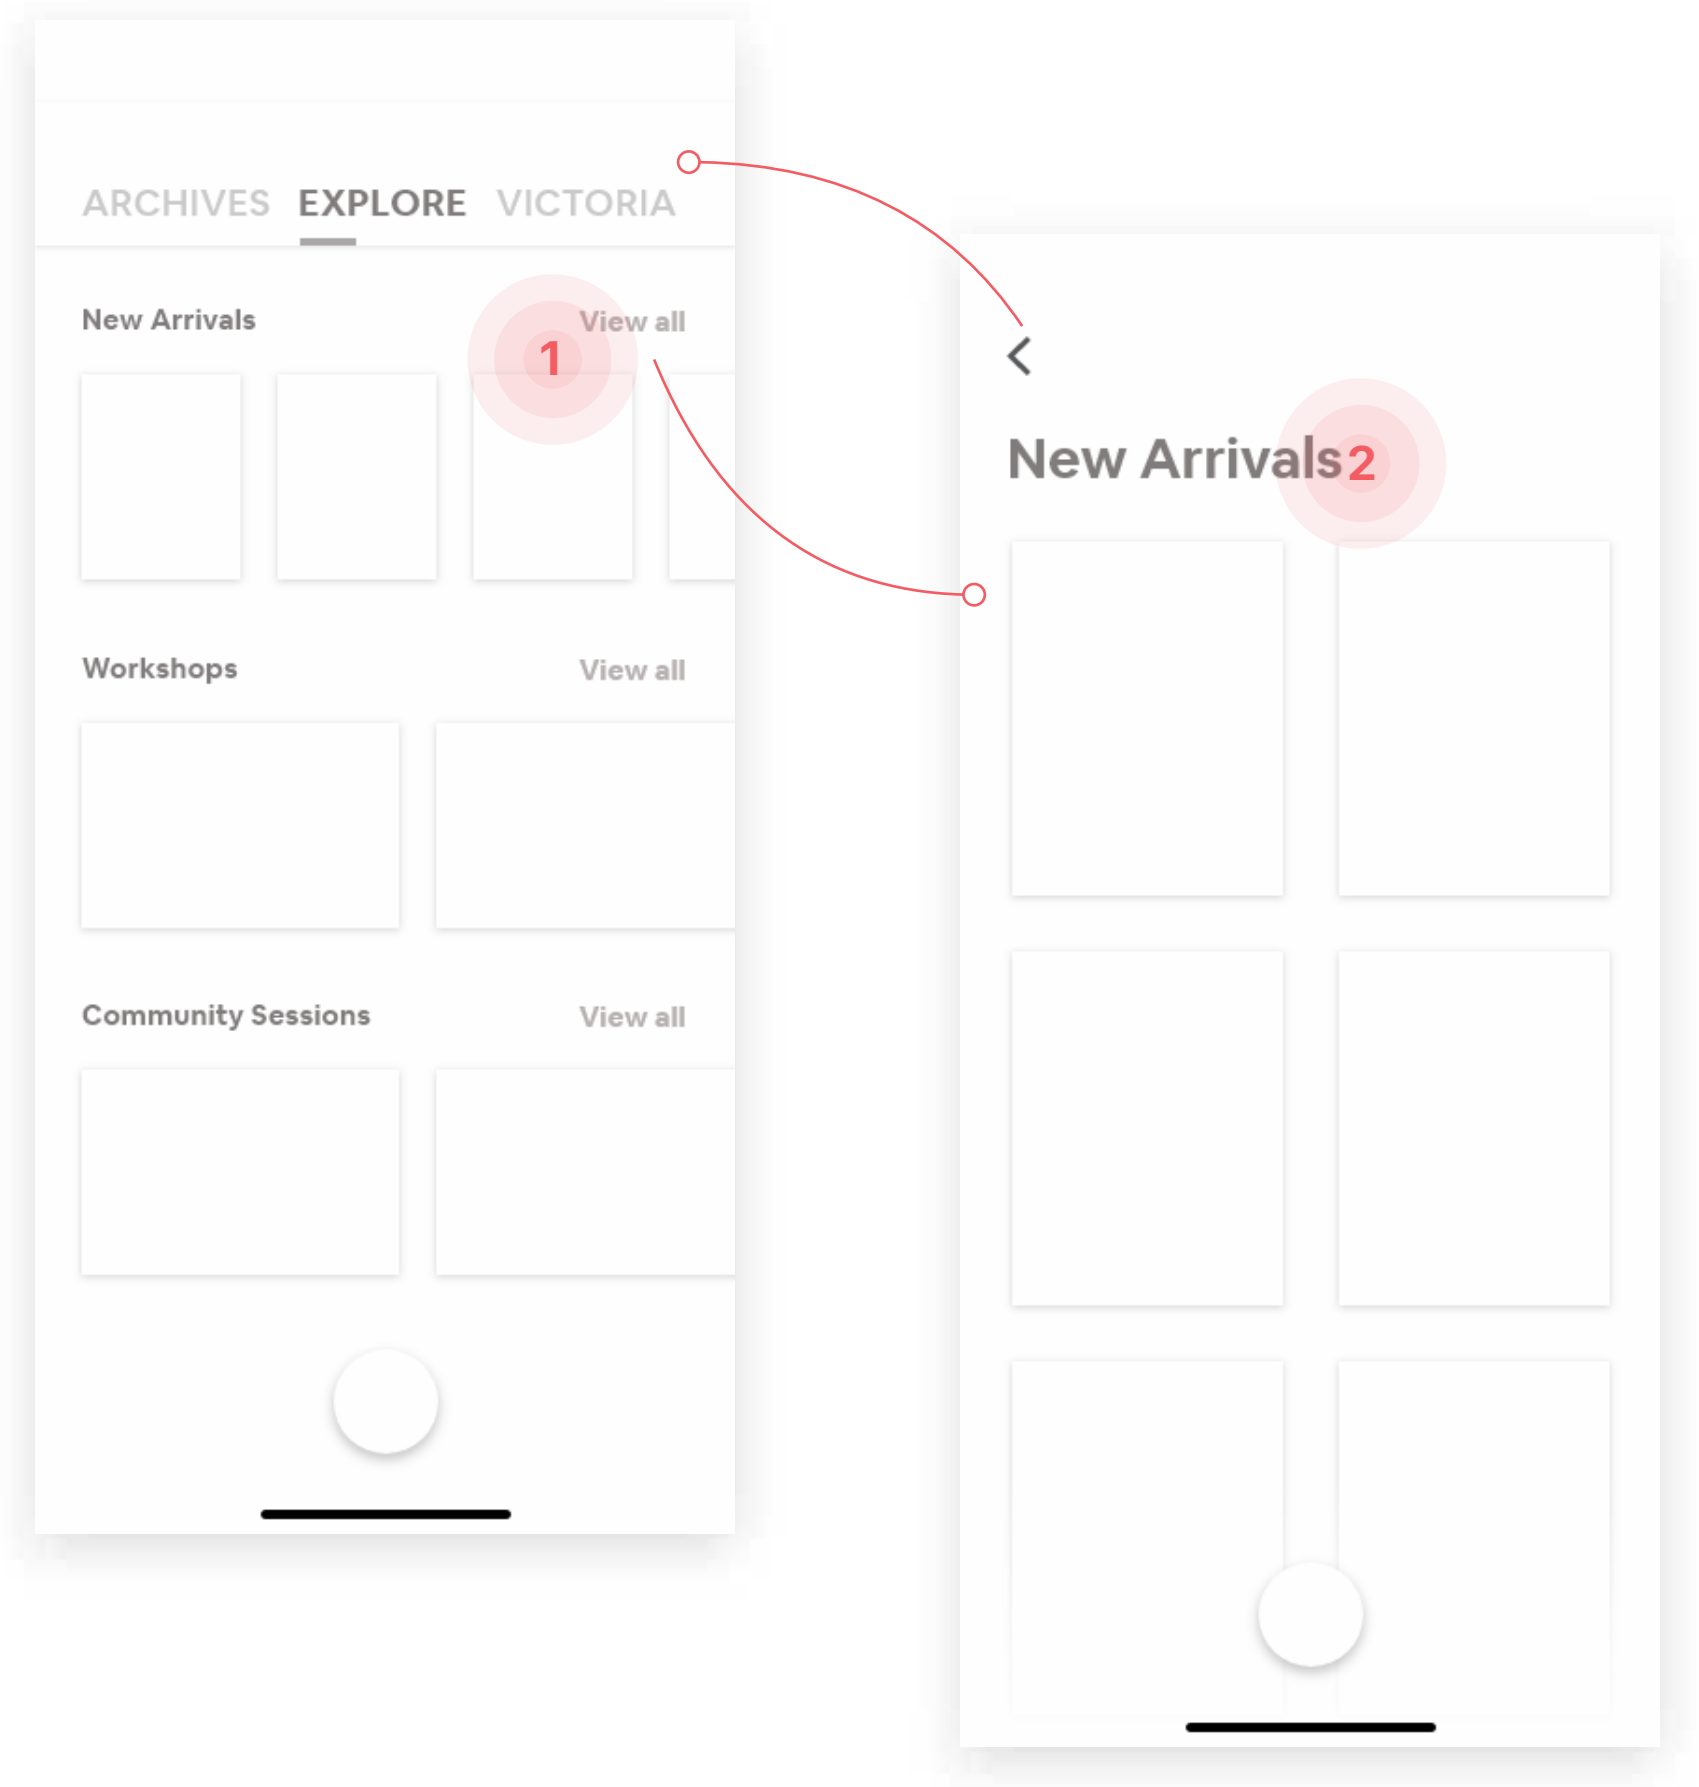 ARCHIVES EXPLORE VICTORIA
New Arrivals View all
1
Workshops View all
Community Sessions View all
New Arrivals 2